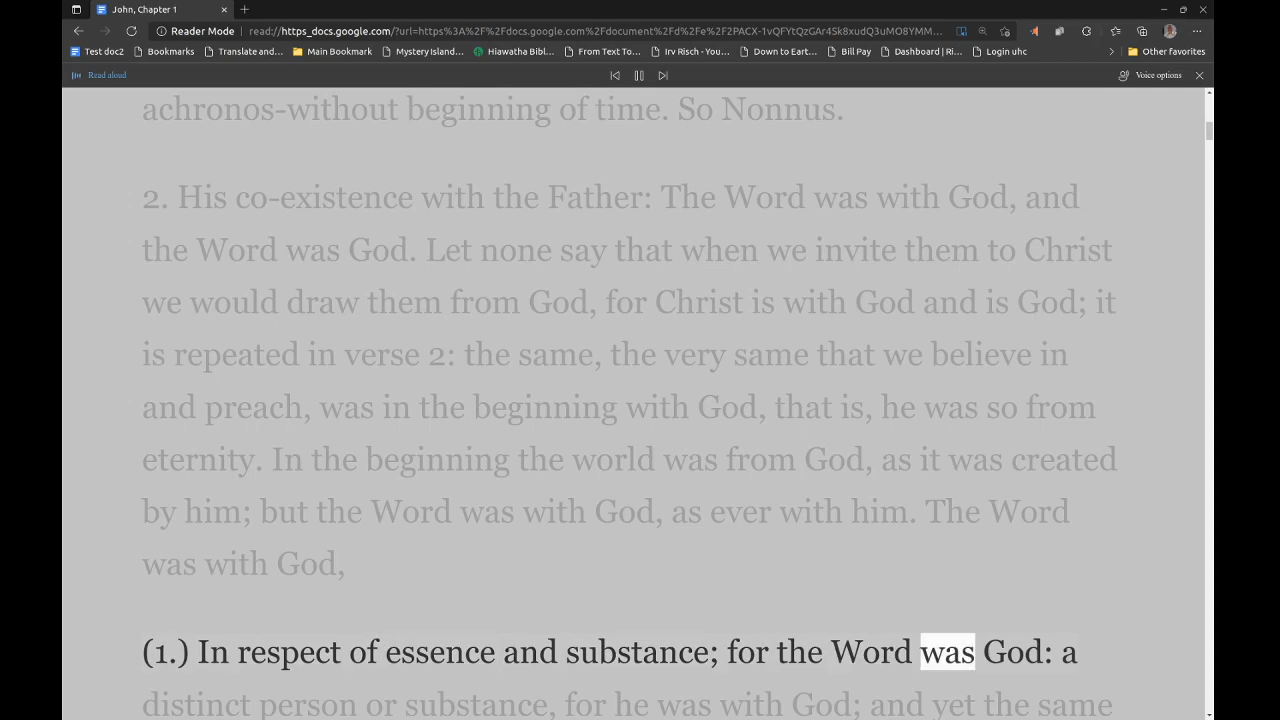 John, Chapter 1
Reader Mode read://https_docs.google.com/?url=https%3A%2F%2Fdocs.google.com%2Fdocument%2Fd%2Fe%2F2PACX-1vQFYtQzGAr4Sk8xudQ3uMO8YMM...
Test doc2 Bookmarks Translate and... Main Bookmark Mystery Island... Hiawatha Bibl... From Text To... Irv Risch - You... Down to Eart... Bill Pay Dashboard | Ri... Login uhc Other favorites
Read aloud Voice options
achronos-without beginning of time. So Nonnus.
2. His co-existence with the Father: The Word was with God, and
the Word was God. Let none say that when we invite them to Christ
we would draw them from God, for Christ is with God and is God; it
is repeated in verse 2: the same, the very same that we believe in
and preach, was in the beginning with God, that is, he was so from
eternity. In the beginning the world was from God, as it was created
by him; but the Word was with God, as ever with him. The Word
was with God,
(1.) In respect of essence and substance; for the Word was God: a
distinct person or substance, for he was with God; and yet the same